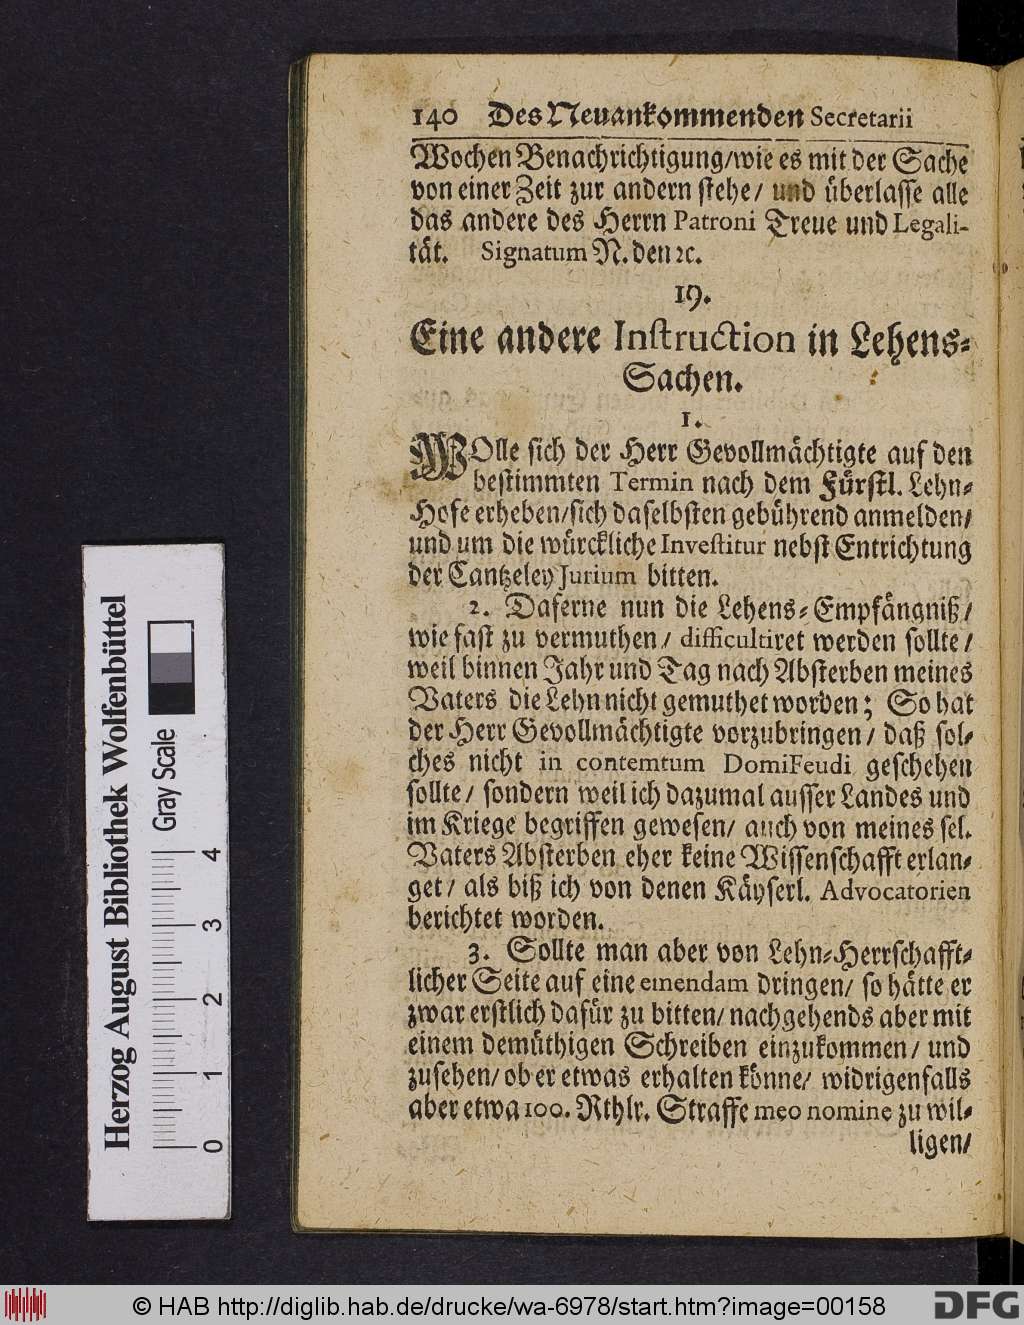 140 Des Neuankommenden Secretarii
Wochen Benachrichtigung/wie es mit der Sache
von einer Zeit zur andern stehe/ und überlasse alle
das andere des Herrn Patroni Treue und Legali-
tät. Signatum N. den ꝛc.
19.
Eine andere Instruction in Lehens-
Sachen.
1.
WOlle sich der Herr Gevollmächtigte auf den
bestimmten Termin nach dem Fürstl. Lehn-
Hofe erheben/sich daselbsten gebührend anmelden/
und um die würckliche Investitur nebst Entrichtung
der Cantzeley Jurium bitten.
2. Daferne nun die Lehens-Empfängniß/
wie fast zu vermuthen/ difficultiret werden sollte/
weil binnen Jahr und Tag nach Absterben meines
Vaters die Lehn nicht gemuthet worden; So hat
der Herr Gevollmächtigte vorzubringen/ daß sol-
ches nicht in contemtum Domi Feudi geschehen
sollte/ sondern weil ich dazumal ausser Landes und
im Kriege begriffen gewesen/ auch von meines sel.
Vaters Absterben eher keine Wissenschafft erlan-
get/ als biß ich von denen Käyserl. Advocatorien
berichtet worden.
3. Sollte man aber von Lehn-Herrschafft-
licher Seite auf eine emendam dringen/ so hätte er
zwar erstlich dafür zu bitten/ nachgehends aber mit
einem demüthigen Schreiben einzukommen/ und
zusehen/ ob er etwas erhalten könne/ widrigenfalls
aber etwa 100. Rthlr. Straffe meo nomine zu wil-
ligen/
Herzog August Bibliothek Wolfenbüttel
Gray Scale
0 1 2 3 4
© HAB http://diglib.hab.de/drucke/wa-6978/start.htm?image=00158
DFG